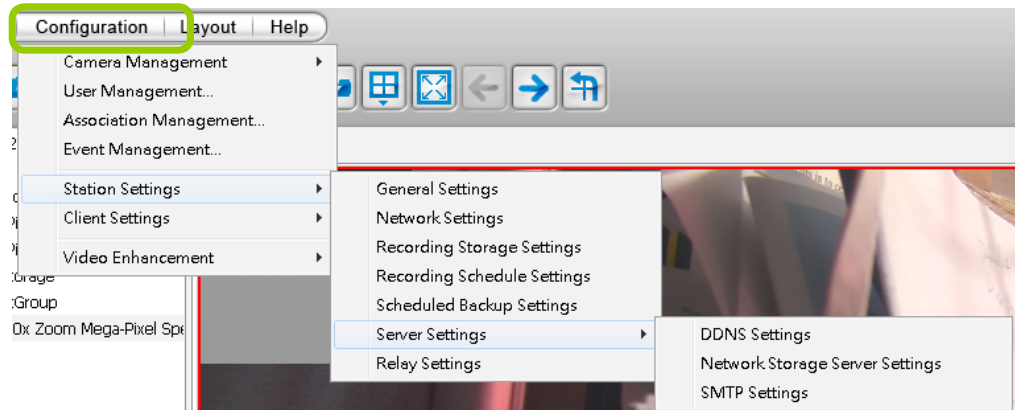 Configuration Layout Help
Camera Management
User Management...
Association Management...
Event Management...
Station Settings
Client Settings
Video Enhancement
General Settings
Network Settings
Recording Storage Settings
Recording Schedule Settings
Scheduled Backup Settings
Server Settings
Relay Settings
DDNS Settings
Network Storage Server Settings
SMTP Settings
Group
0x Zoom Mega-Pixel Spe